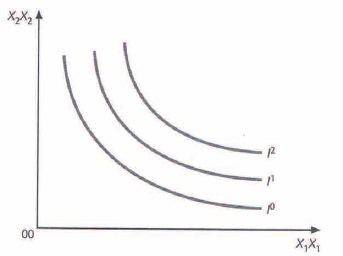 X₂X₂
I²
I¹
I⁰
00
X₁X₁